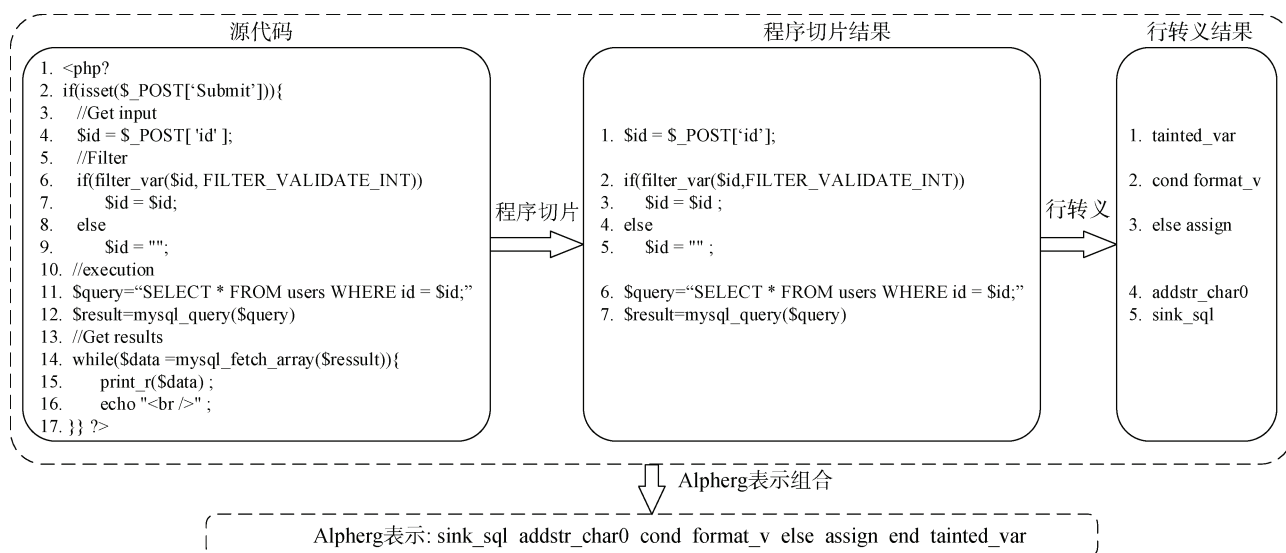 源代码
1. <php?
2. if(isset($_POST[‘Submit’])){
3. //Get input
4. $id = $_POST[ 'id' ];
5. //Filter
6. if(filter_var($id, FILTER_VALIDATE_INT))
7. $id = $id;
8. else
9. $id = "";
10. //execution
11. $query=“SELECT * FROM users WHERE id = $id;”
12. $result=mysql_query($query)
13. //Get results
14. while($data =mysql_fetch_array($ressult)){
15. print_r($data) ;
16. echo "<br />" ;
17. }} ?>
程序切片
程序切片结果
1. $id = $_POST[‘id’];
2. if(filter_var($id,FILTER_VALIDATE_INT))
3. $id = $id ;
4. else
5. $id = "" ;
6. $query=“SELECT * FROM users WHERE id = $id;”
7. $result=mysql_query($query)
行转义
行转义结果
1. tainted_var
2. cond format_v
3. else assign
4. addstr_char0
5. sink_sql
Alpherg表示组合
Alpherg表示: sink_sql addstr_char0 cond format_v else assign end tainted_var